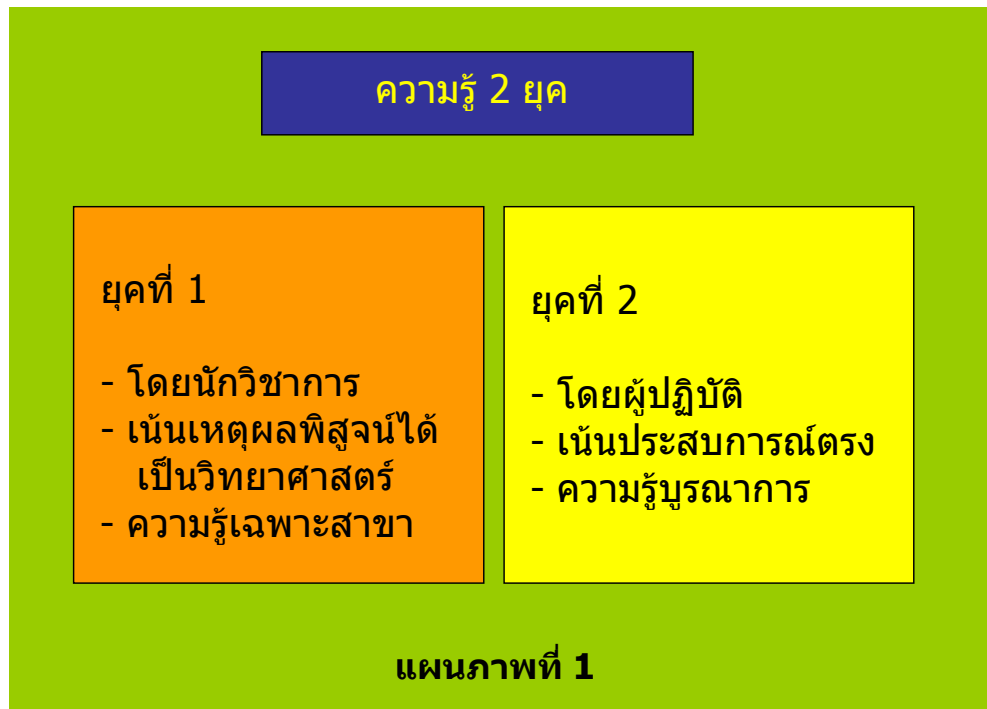 ความรู้ 2 ยุค
ยุคที่ 1
- โดยนักวิชาการ
- เน้นเหตุผลพิสูจน์ได้
เป็นวิทยาศาสตร์
- ความรู้เฉพาะสาขา
ยุคที่ 2
- โดยผู้ปฏิบัติ
- เน้นประสบการณ์ตรง
- ความรู้บูรณาการ
แผนภาพที่ 1